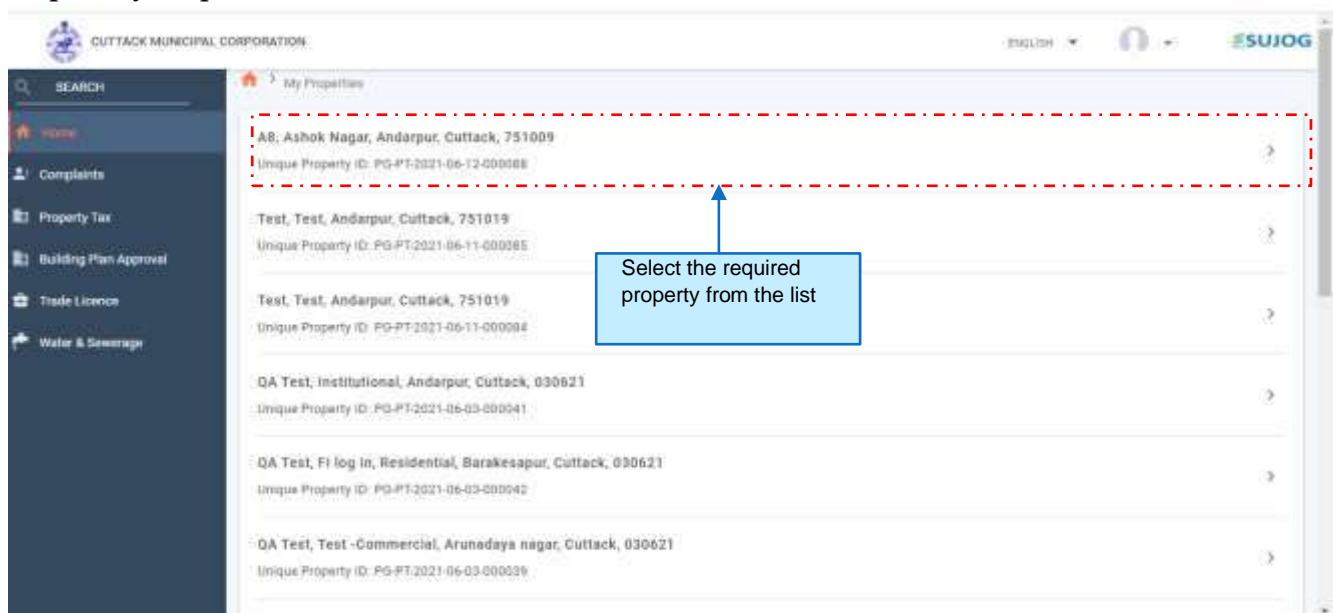 CUTTACK MUNICIPAL CORPORATION
ENGLISH
SUJOG
SEARCH
My Properties
Home
Complaints
Property Tax
Building Plan Approval
Trade Licence
Water & Sewerage
A8, Ashok Nagar, Andarpur, Cuttack, 751009
Unique Property ID: PG-PT-2021-06-12-000088
Test, Test, Andarpur, Cuttack, 751019
Unique Property ID: PG-PT-2021-06-11-000085
Select the required
property from the list
Test, Test, Andarpur, Cuttack, 751019
Unique Property ID: PG-PT-2021-06-11-000084
QA Test, Institutional, Andarpur, Cuttack, 030621
Unique Property ID: PG-PT-2021-06-03-000041
QA Test, FI log in, Residential, Barakesapur, Cuttack, 030621
Unique Property ID: PG-PT-2021-06-03-000042
QA Test, Test -Commercial, Arunadaya nagar, Cuttack, 030621
Unique Property ID: PG-PT-2021-06-03-000039